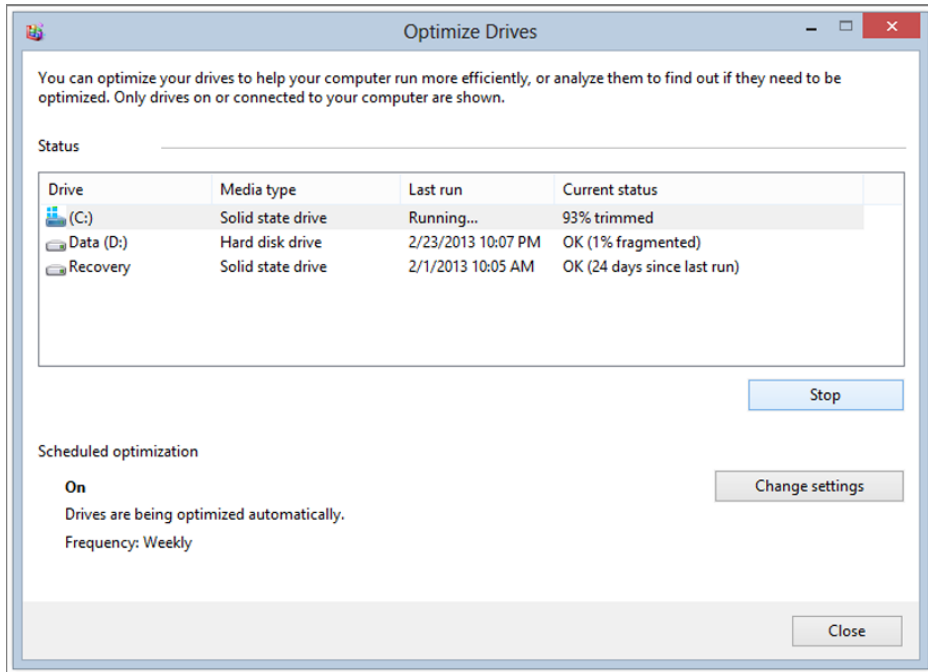 Optimize Drives
You can optimize your drives to help your computer run more efficiently, or analyze them to find out if they need to be
optimized. Only drives on or connected to your computer are shown.
Status
Drive Media type Last run Current status
(C:) Solid state drive Running... 93% trimmed
Data (D:) Hard disk drive 2/23/2013 10:07 PM OK (1% fragmented)
Recovery Solid state drive 2/1/2013 10:05 AM OK (24 days since last run)
Stop
Scheduled optimization
On
Change settings
Drives are being optimized automatically.
Frequency: Weekly
Close